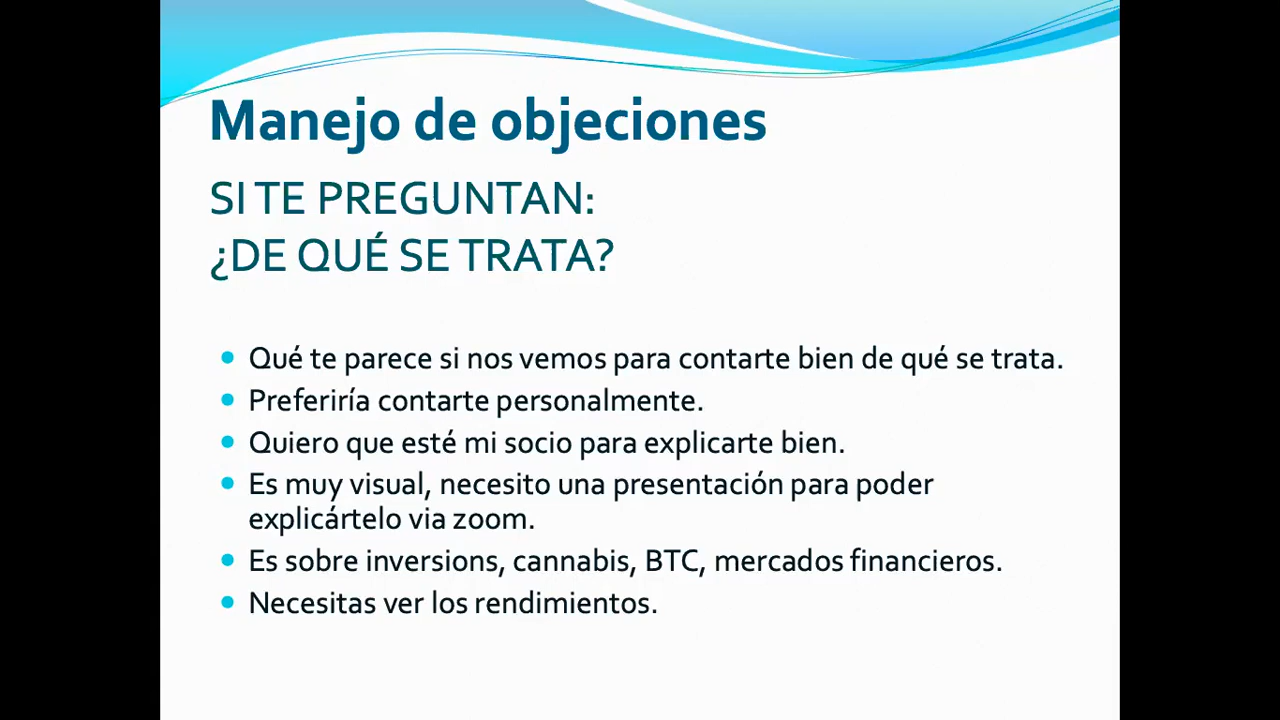 Manejo de objeciones
SI TE PREGUNTAN:
¿DE QUÉ SE TRATA?
• Qué te parece si nos vemos para contarte bien de qué se trata.
• Preferiría contarte personalmente.
• Quiero que esté mi socio para explicarte bien.
• Es muy visual, necesito una presentación para poder
explicártelo via zoom.
• Es sobre inversions, cannabis, BTC, mercados financieros.
• Necesitas ver los rendimientos.